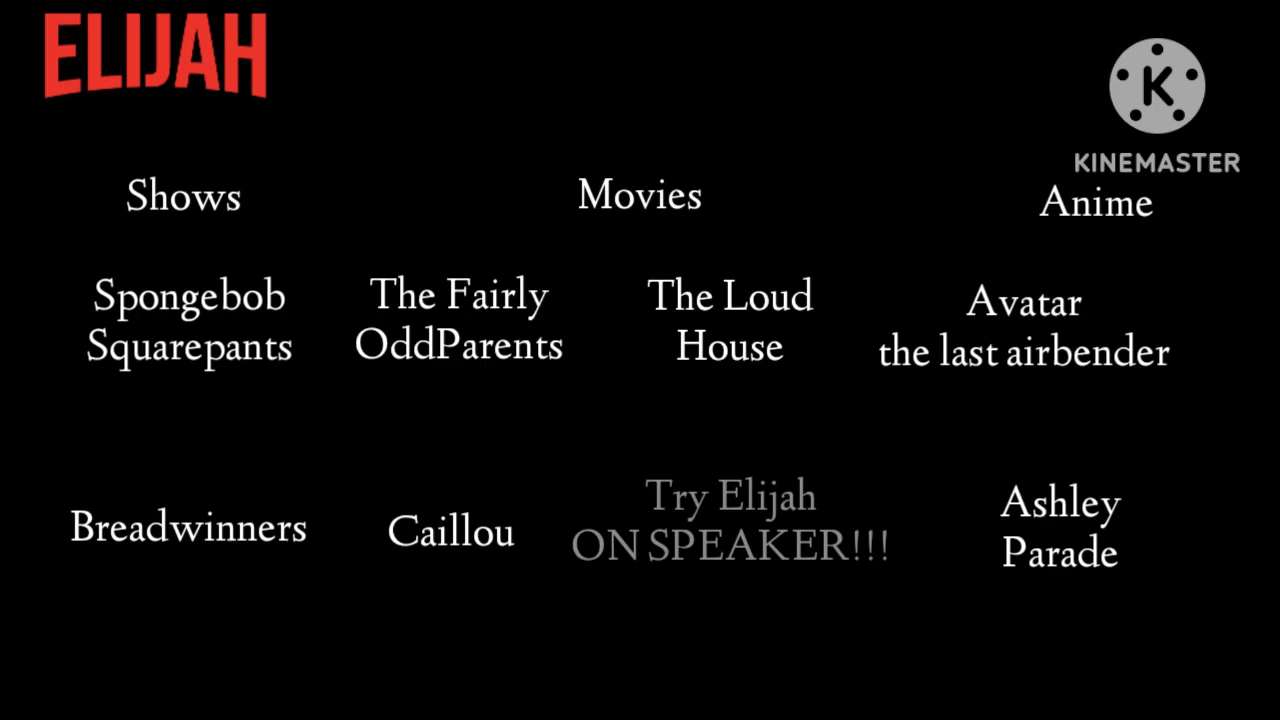 ELIJAH
K
KINEMASTER
Shows
Movies
Anime
Spongebob
Squarepants
The Fairly
OddParents
The Loud
House
Avatar
the last airbender
Breadwinners
Caillou
Try Elijah
ON SPEAKER!!!
Ashley
Parade